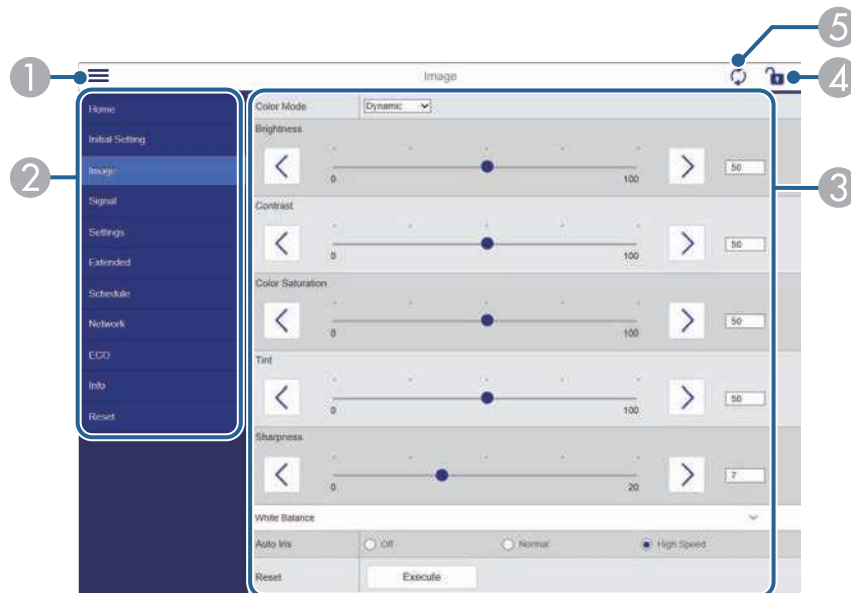 5
1
Image
4
Home
Initial Setting
Image
Signal
Settings
Extended
Schedule
Network
ECO
Info
Reset
2
Color Mode
Dynamic
Brightness
0
100
50
3
Contrast
0
100
50
Color Saturation
0
100
50
Tint
0
100
50
Sharpness
0
20
7
White Balance
Auto Iris
Off
Normal
High Speed
Reset
Execute